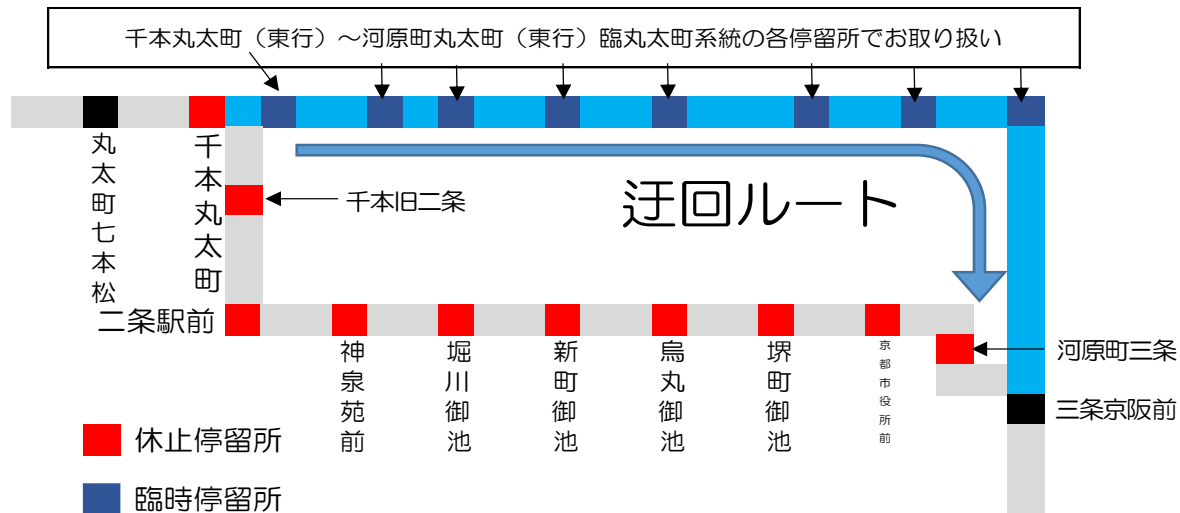 千本丸太町（東行）～河原町丸太町（東行）臨丸太町系統の各停留所でお取り扱い
丸太町七本松
千本丸太町
千本旧二条
迂回ルート
二条駅前
神泉苑前
堀川御池
新町御池
烏丸御池
堺町御池
京都市役所前
河原町三条
三条京阪前
休止停留所
臨時停留所